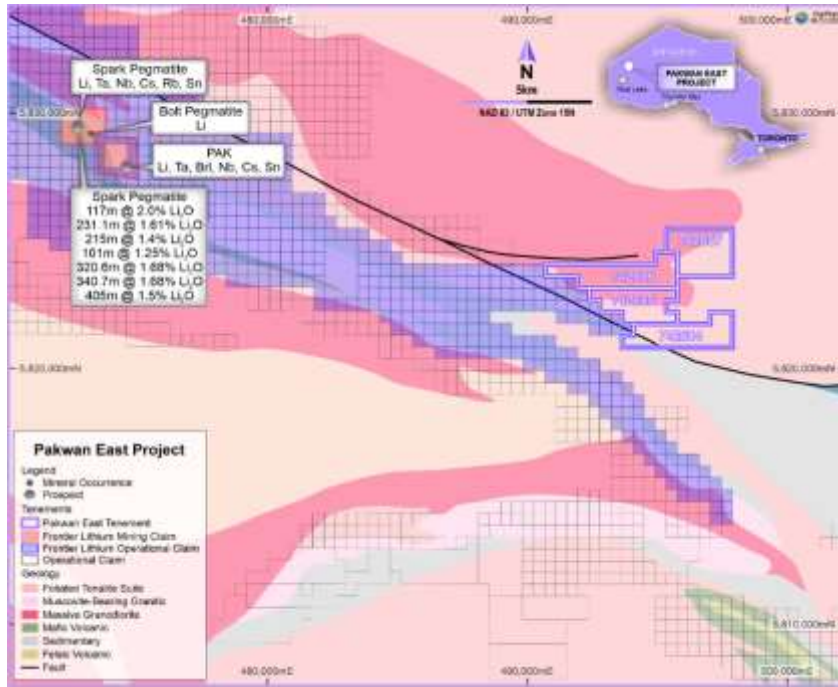 480,000mE
490,000mE
500,000mE
Spark Pegmatite
Li, Ta, Nb, Cs, Rb, Sn
5,830,000mN
Bolt Pegmatite
Li
PAK
Li, Ta, Brl, Nb, Cs, Sn
Spark Pegmatite
117m @ 2.0% Li₂O
231.1m @ 1.61% Li₂O
215m @ 1.4% Li₂O
161m @ 1.25% Li₂O
320.6m @ 1.68% Li₂O
340.7m @ 1.68% Li₂O
405m @ 1.5% Li₂O
N
5km
NAD 83 / UTM Zone 15N
PAKWAN EAST
PROJECT
TORONTO
5,830,000mN
5,820,000mN
5,820,000mN
Pakwan East Project
Legend
Mineral Occurrence
Prospect
Tenements
Pakwan East Tenement
Frontier Lithium Mining Claim
Frontier Lithium Operational Claim
Operational Claim
Geology
Foliated Tonalite Suite
Muscovite-Bearing Granitic
Massive Granodiorite
Mafic Volcanic
Sedimentary
Felsic Volcanic
Fault
5,810,000mN
480,000mE
490,000mE
500,000mE